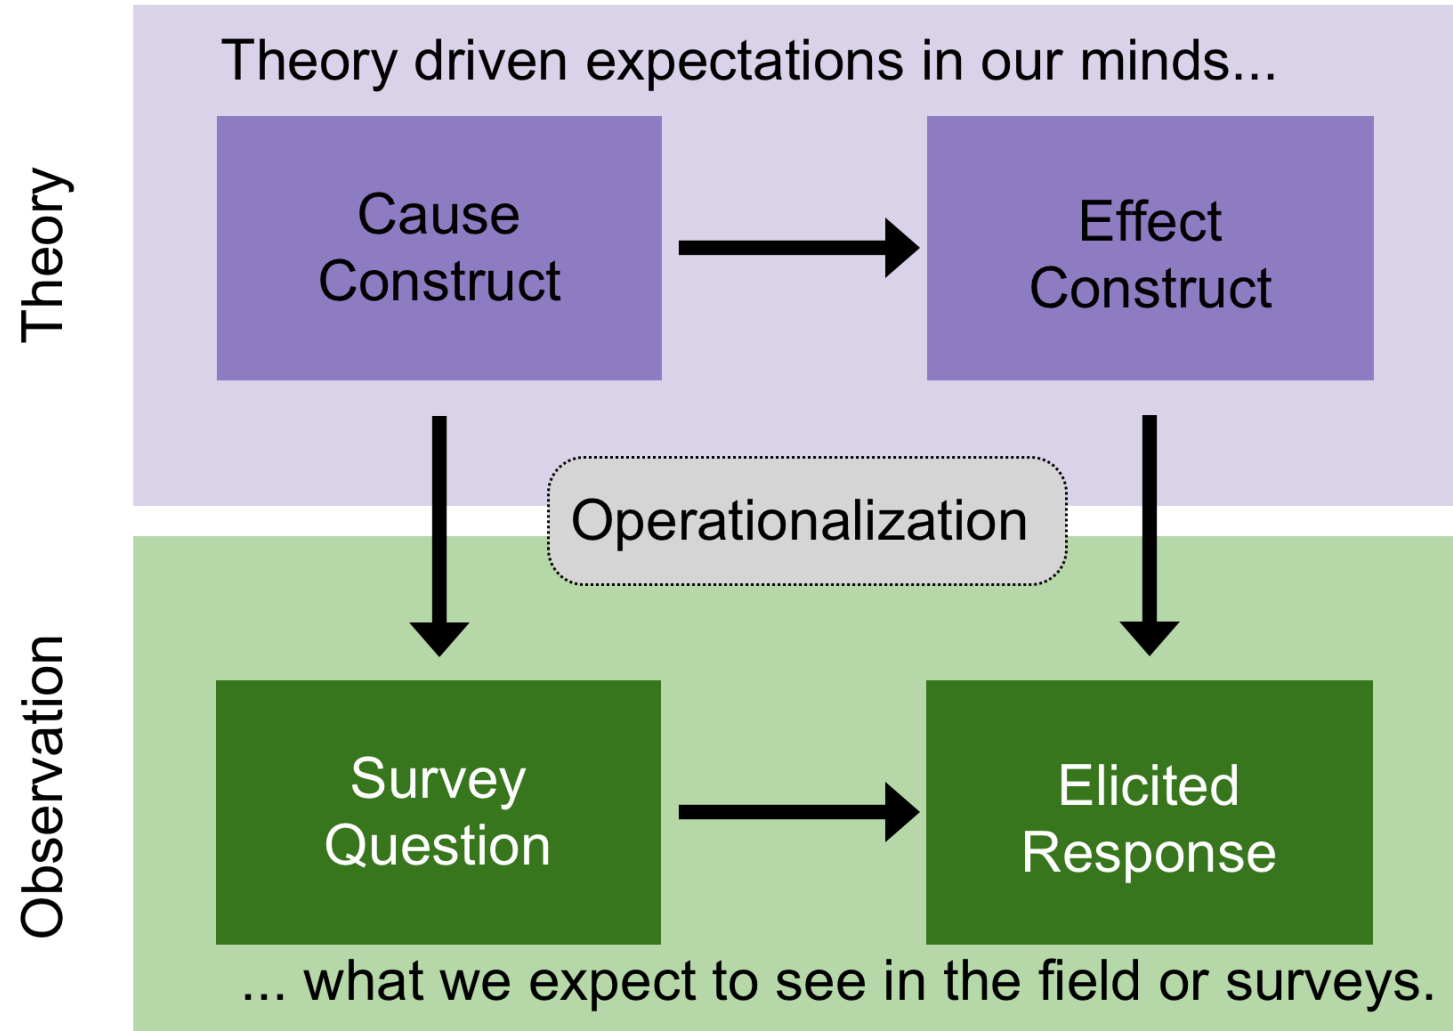 Theory driven expectations in our minds...
Theory
Cause
Construct
Effect
Construct
Operationalization
Observation
Survey
Question
Elicited
Response
... what we expect to see in the field or surveys.